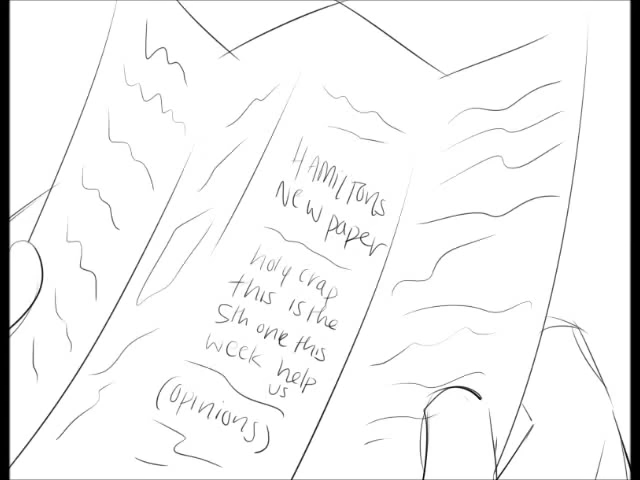 HAMILTONS
NEW paper
holy crap
this is the
5th one this
week help
us
(opinions)